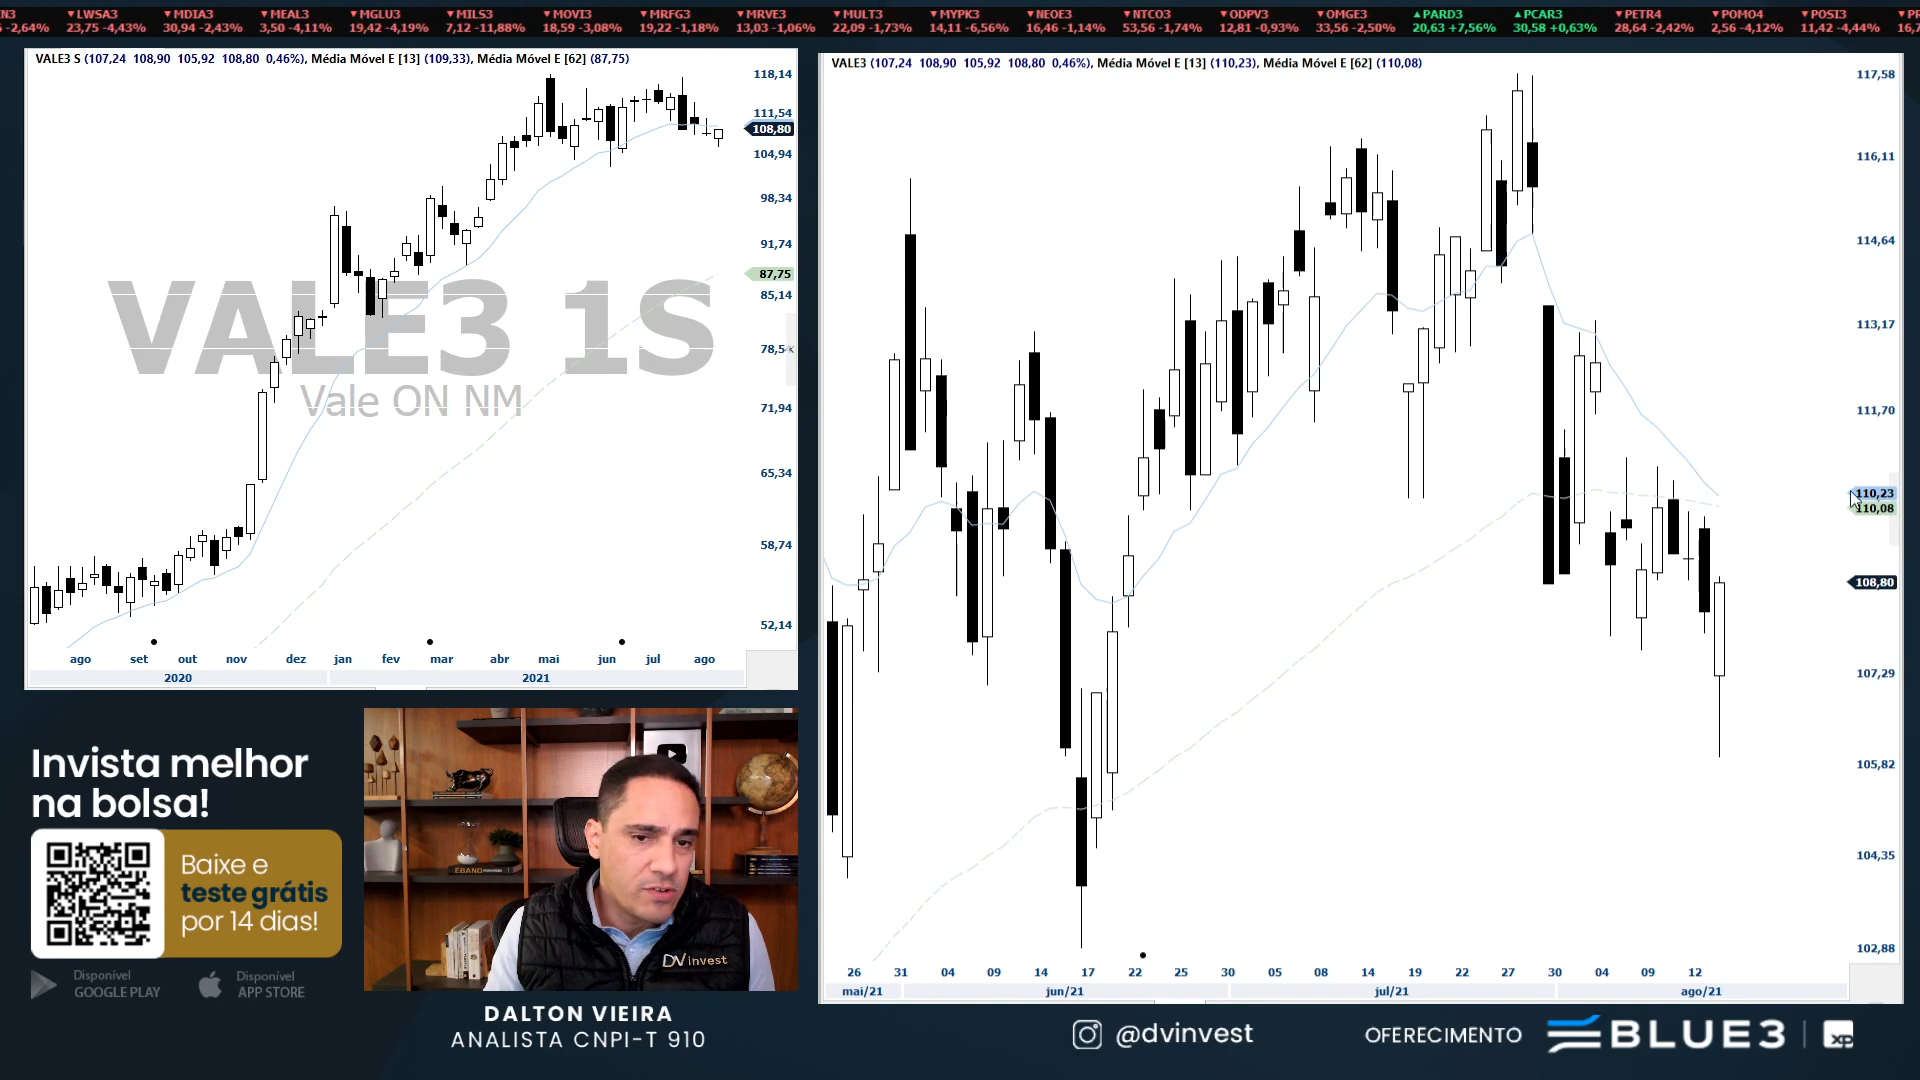 N3 ▼LWSA3 ▼MDIA3 ▼MEAL3 ▼MGLU3 ▼MILS3 ▼MOVI3 ▼MRFG3 ▼MRVE3 ▼MULT3 ▼MYPK3 ▼NEOE3 ▼NTCO3 ▼ODPV3 ▼OMGE3 ▲PARD3 ▲PCAR3 ▼PETR4 ▼POMO4 ▼POSI3
-2,64% 23,75 -4,43% 30,94 -2,43% 3,50 -4,11% 19,42 -4,19% 7,12 -11,88% 18,59 -3,08% 19,22 -1,18% 13,03 -1,06% 22,09 -1,73% 14,11 -6,56% 16,46 -1,14% 53,56 -1,74% 12,81 -0,93% 33,56 -2,50% 20,63 +7,56% 30,58 +0,63% 28,64 -2,42% 2,56 -4,12% 11,42 -4,44% 16,7
VALE3 S (107,24 108,90 105,92 108,80 0,46%), Média Móvel E [13] (109,33), Média Móvel E [62] (87,75)
118,14
111,54
108,80
104,94
98,34
91,74
87,75
85,14
78,54
71,94
65,34
58,74
52,14
VALE3 1S
Vale ON NM
ago set out nov dez jan fev mar abr mai jun jul ago
2020 2021
VALE3 (107,24 108,90 105,92 108,80 0,46%), Média Móvel E [13] (110,23), Média Móvel E [62] (110,08)
117,58
116,11
114,64
113,17
111,70
110,23
110,08
108,80
107,29
105,82
104,35
102,88
26 31 04 09 14 17 22 25 30 05 08 14 19 22 27 30 04 09 12
mai/21 jun/21 jul/21 ago/21
Invista melhor
na bolsa!
Baixe e
teste grátis
por 14 dias!
Disponível
GOOGLE PLAY
Disponível
APP STORE
EBANO
DV invest
DALTON VIEIRA
ANALISTA CNPI-T 910
@dvinvest
OFERECIMENTO
BLUE3
xp